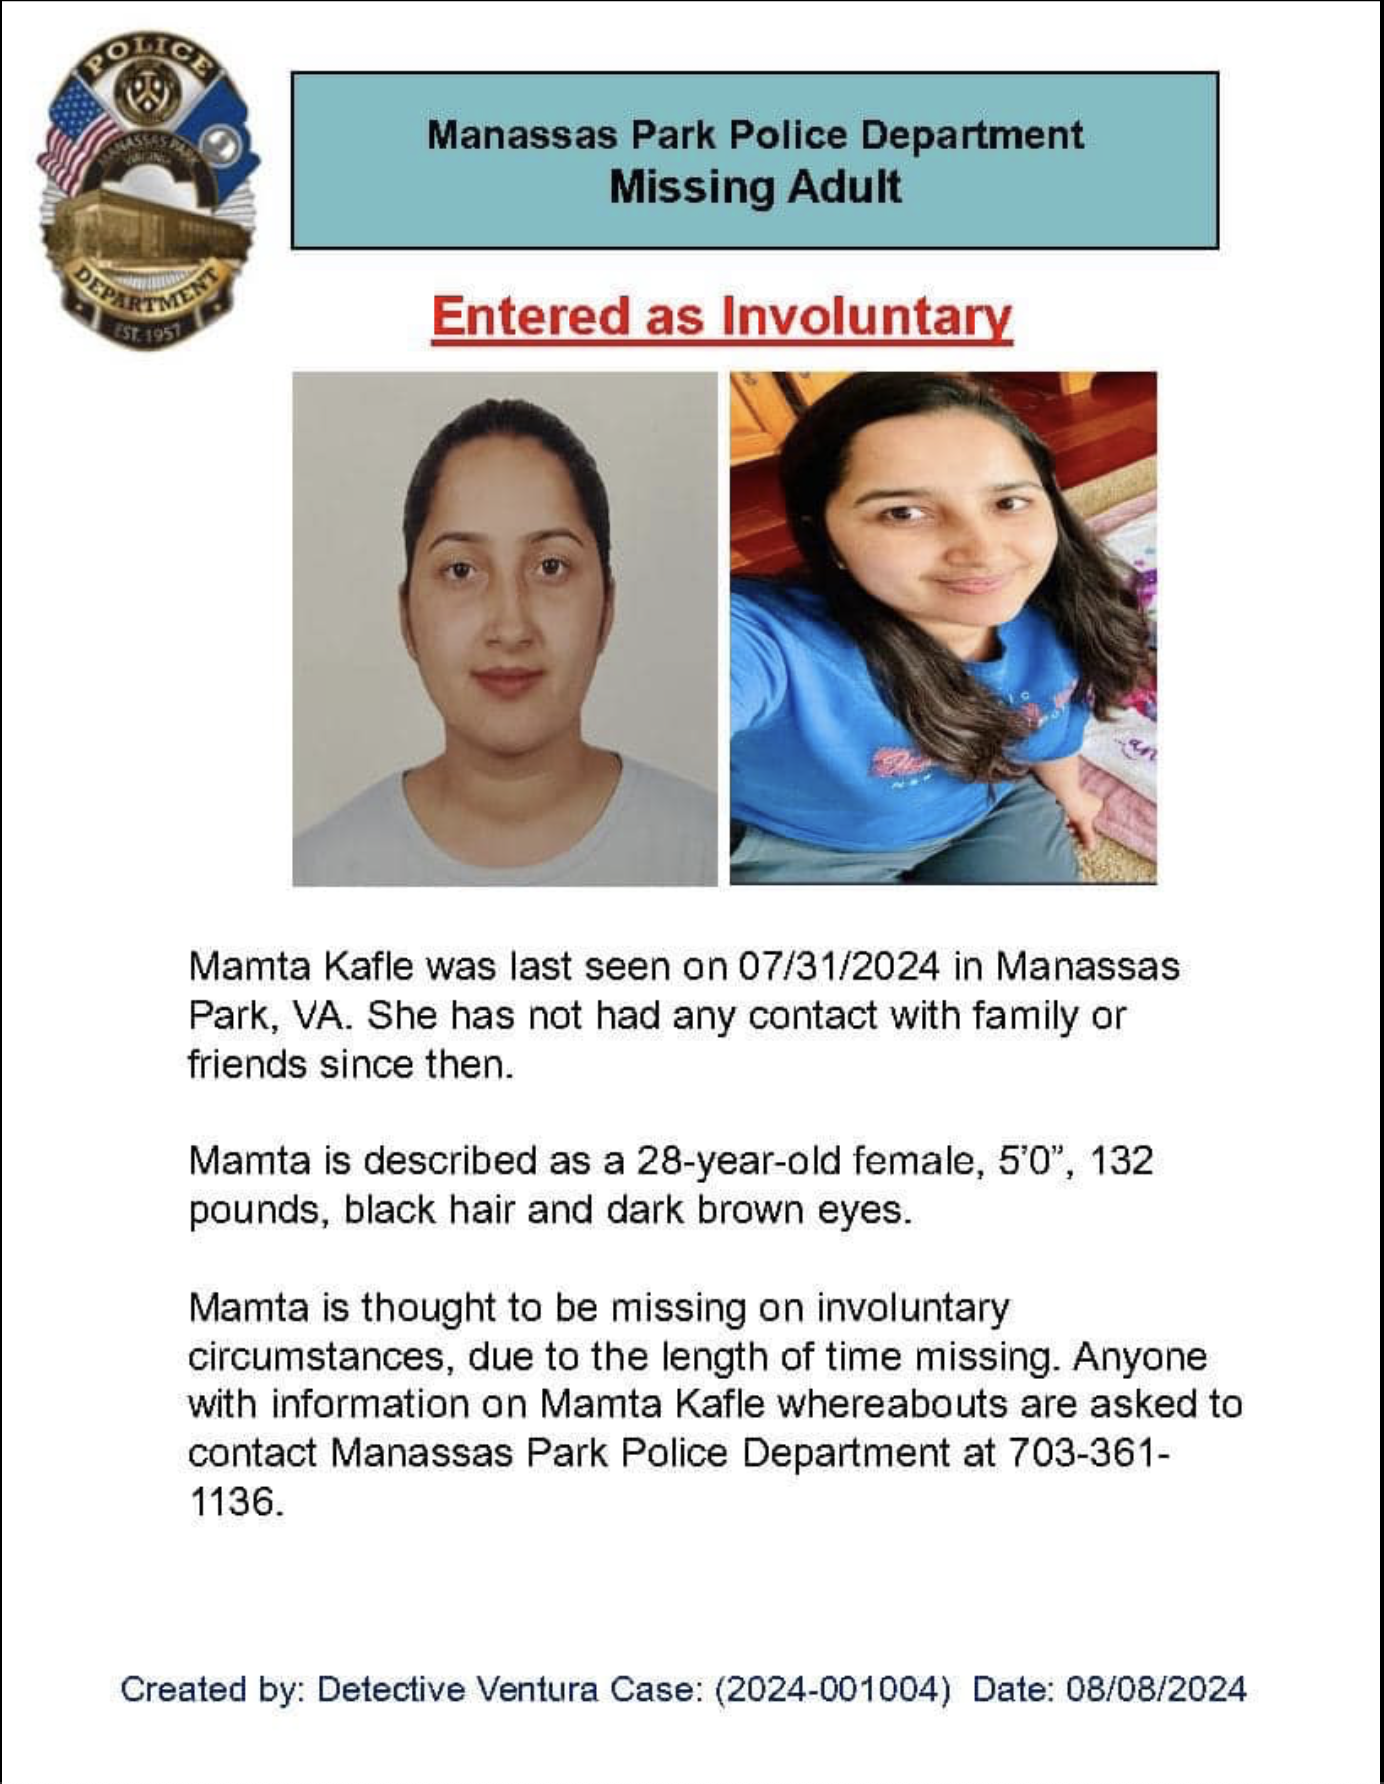 POLICE
MANASSAS PARK
VIRGINIA
DEPARTMENT
EST. 1957
Manassas Park Police Department
Missing Adult
Entered as Involuntary
Mamta Kafle was last seen on 07/31/2024 in Manassas
Park, VA. She has not had any contact with family or
friends since then.
Mamta is described as a 28-year-old female, 5’0”, 132
pounds, black hair and dark brown eyes.
Mamta is thought to be missing on involuntary
circumstances, due to the length of time missing. Anyone
with information on Mamta Kafle whereabouts are asked to
contact Manassas Park Police Department at 703-361-
1136.
Created by: Detective Ventura Case: (2024-001004) Date: 08/08/2024